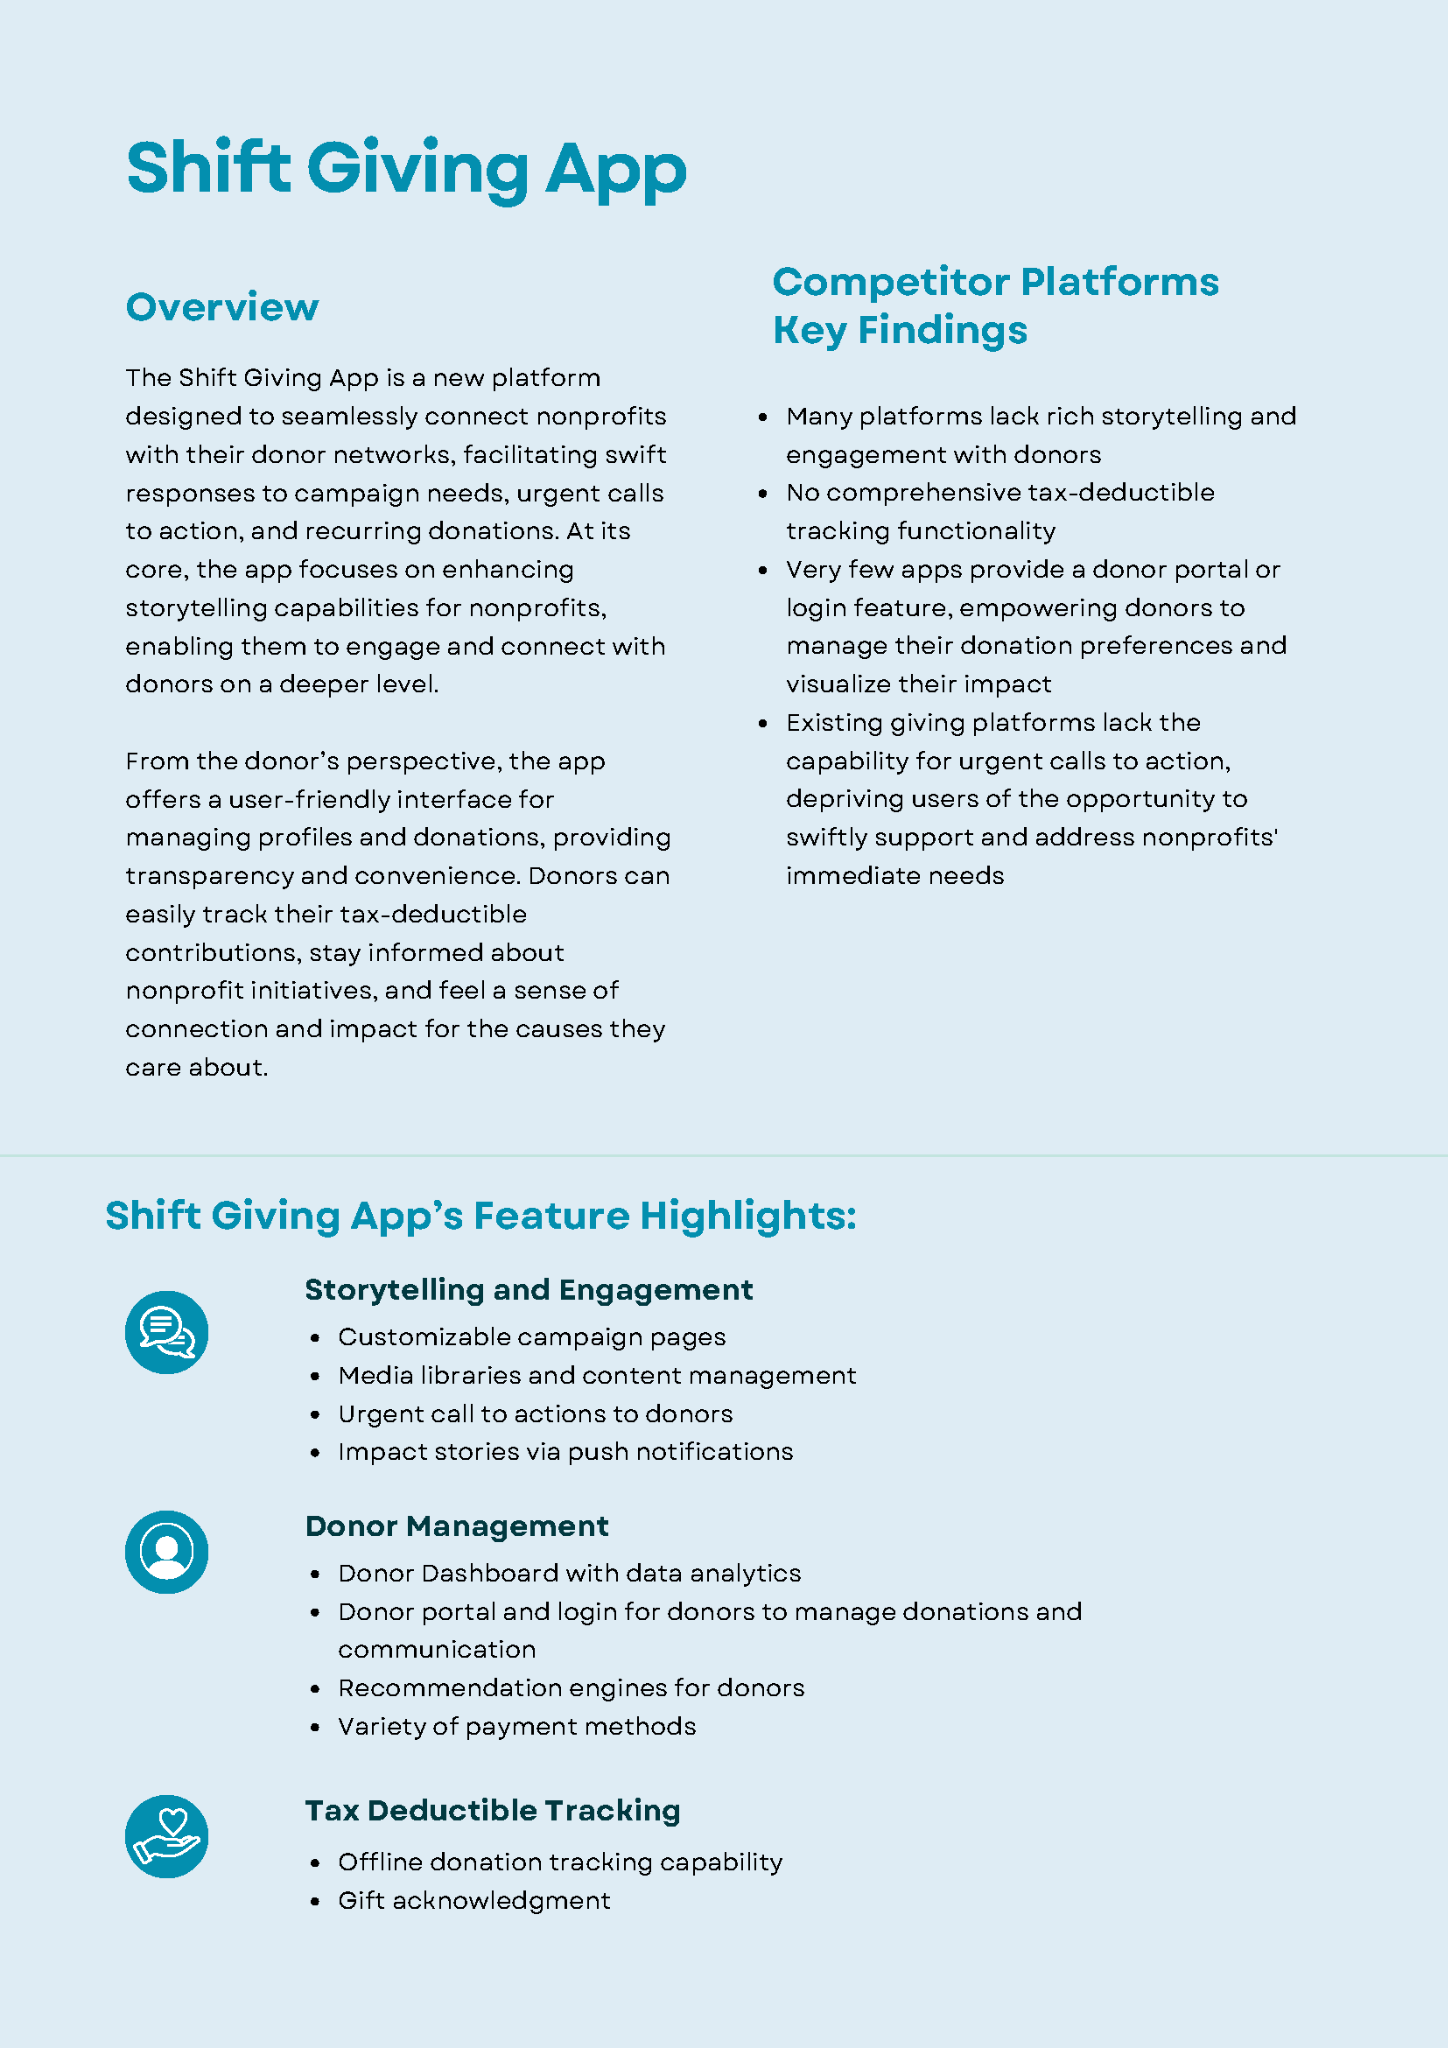 Shift Giving App
Overview
The Shift Giving App is a new platform
designed to seamlessly connect nonprofits
with their donor networks, facilitating swift
responses to campaign needs, urgent calls
to action, and recurring donations. At its
core, the app focuses on enhancing
storytelling capabilities for nonprofits,
enabling them to engage and connect with
donors on a deeper level.
From the donor’s perspective, the app
offers a user-friendly interface for
managing profiles and donations, providing
transparency and convenience. Donors can
easily track their tax-deductible
contributions, stay informed about
nonprofit initiatives, and feel a sense of
connection and impact for the causes they
care about.
Competitor Platforms
Key Findings
• Many platforms lack rich storytelling and
engagement with donors
• No comprehensive tax-deductible
tracking functionality
• Very few apps provide a donor portal or
login feature, empowering donors to
manage their donation preferences and
visualize their impact
• Existing giving platforms lack the
capability for urgent calls to action,
depriving users of the opportunity to
swiftly support and address nonprofits'
immediate needs
Shift Giving App’s Feature Highlights:
Storytelling and Engagement
• Customizable campaign pages
• Media libraries and content management
• Urgent call to actions to donors
• Impact stories via push notifications
Donor Management
• Donor Dashboard with data analytics
• Donor portal and login for donors to manage donations and
communication
• Recommendation engines for donors
• Variety of payment methods
Tax Deductible Tracking
• Offline donation tracking capability
• Gift acknowledgment